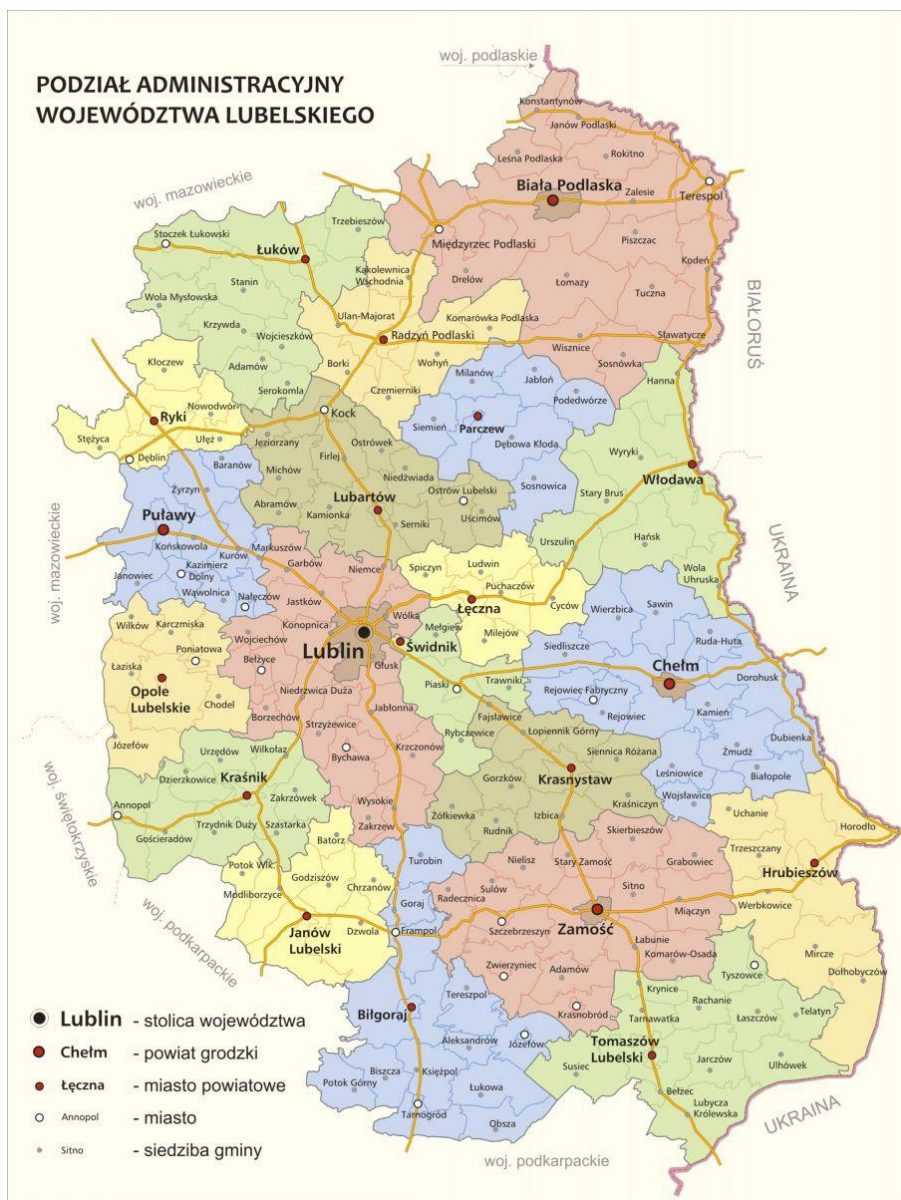 PODZIAŁ ADMINISTRACYJNY
WOJEWÓDZTWA LUBELSKIEGO
woj. podlaskie
Konstantynów
Janów Podlaski
Leśna Podlaska
Rokitno
woj. mazowieckie
Biała Podlaska
Zalesie
Terespol
Trzebieszów
Stoczek Łukowski
Międzyrzec Podlaski
Piszczac
Łuków
Kodeń
Kąkolewnica
Wschodnia
Drelów
Łomazy
Stanin
Tuczna
Wola Mysłowska
BIAŁORUŚ
Ulan-Majorat
Komarówka Podlaska
Krzywda
Wojcieszków
Radzyń Podlaski
Sławatycze
Wisznice
Kłoczew
Adamów
Borki
Wohyń
Sosnówka
Milanów
Jabłoń
Hanna
Serokomla
Czemierniki
Podedwórze
Nowodwór
Kock
Ryki
Parczew
Siemień
Stężyca
Ułęż
Jeziorzany
Ostrówek
Dębowa Kłoda
Wyryki
Dęblin
Firlej
Baranów
Michów
Niedźwiada
Włodawa
Żyrzyn
Lubartów
Ostrów Lubelski
Sosnowica
Stary Brus
Abramów
Kamionka
Puławy
Serniki
Uścimów
Końskowola
Markuszów
Urszulin
Hańsk
UKRAINA
woj. mazowieckie
Kurów
Garbów
Niemce
Spiczyn
Ludwin
Wola
Uhruska
Janowiec
Kazimierz
Dolny
Wąwolnica
Puchaczów
Nałęczów
Jastków
Łęczna
Cyców
Wierzbica
Sawin
Wilków
Karczmiska
Konopnica
Wólka
Mełgiew
Milejów
Ruda-Huta
Wojciechów
Lublin
Świdnik
Siedliszcze
Poniatowa
Bełżyce
Głusk
Chełm
Łaziska
Dorohusk
Opole
Lubelskie
Niedrzwica Duża
Piaski
Trawniki
Rejowiec Fabryczny
Chodel
Borzechów
Jabłonna
Fajsławice
Rejowiec
Kamień
Strzyżewice
Rybczewice
Łopiennik Górny
Dubienka
Józefów
Urzędów
Wilkołaz
Bychawa
Krzczonów
Siennica Różana
Żmudź
Dzierzkowice
Kraśnik
Gorzków
Krasnystaw
Leśniowice
Białopole
woj. świętokrzyskie
Zakrzówek
Wysokie
Wojsławice
Annopol
Żółkiewka
Kraśniczyn
Uchanie
Trzydnik Duży
Szastarka
Zakrzew
Izbica
Horodło
Gościeradów
Rudnik
Skierbieszów
Batorz
Trzeszczany
Turobin
Nielisz
Stary Zamość
Grabowiec
Potok Wlk.
Godziszów
Hrubieszów
Modliborzyce
Chrzanów
Sułów
Sitno
Radecznica
Goraj
Werbkowice
woj. podkarpackie
Miączyn
Janów
Lubelski
Dzwola
Frampol
Szczebrzeszyn
Zamość
Łabunie
Mircze
Komarów-Osada
Zwierzyniec
Adamów
Tyszowce
Dołhobyczów
Tereszpol
Krynice
Rachanie
Biłgoraj
Krasnobród
Tarnawatka
Łaszczów
Telatyn
Aleksandrów
Józefów
Tomaszów
Lubelski
Jarczów
Ulhówek
Biszcza
Księżpol
Susiec
Potok Górny
Łukowa
Bełżec
Lubycza
Królewska
Tarnogród
Obsza
UKRAINA
woj. podkarpackie
Lublin - stolica województwa
Chełm - powiat grodzki
Łęczna - miasto powiatowe
Annopol - miasto
Sitno - siedziba gminy